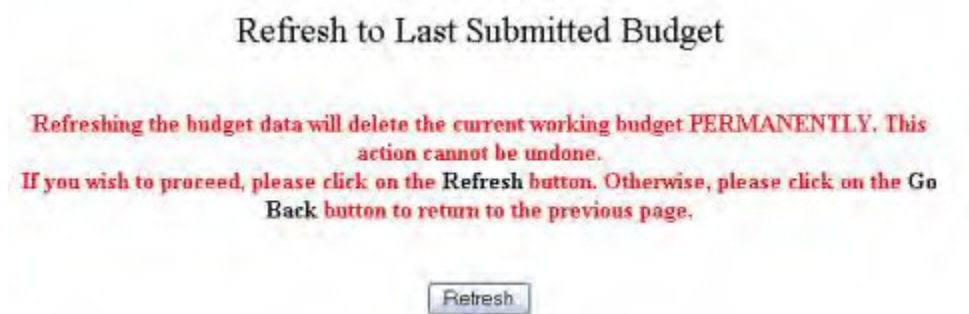 Refresh to Last Submitted Budget
Refreshing the budget data will delete the current working budget PERMANENTLY. This
action cannot be undone.
If you wish to proceed, please click on the Refresh button. Otherwise, please click on the Go
Back button to return to the previous page.
Refresh